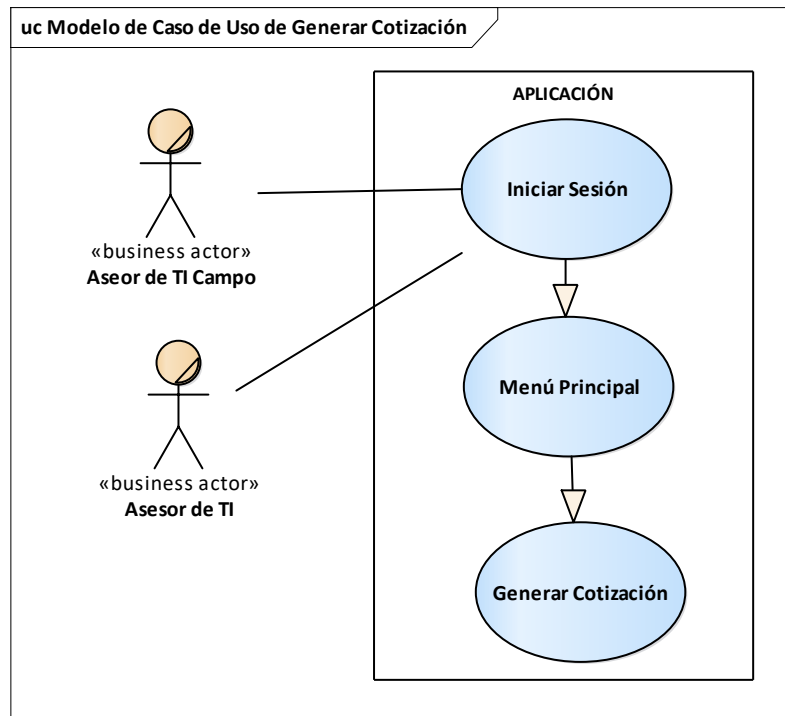 uc Modelo de Caso de Uso de Generar Cotización
APLICACIÓN
Iniciar Sesión
«business actor»
Aseor de TI Campo
Menú Principal
«business actor»
Asesor de TI
Generar Cotización